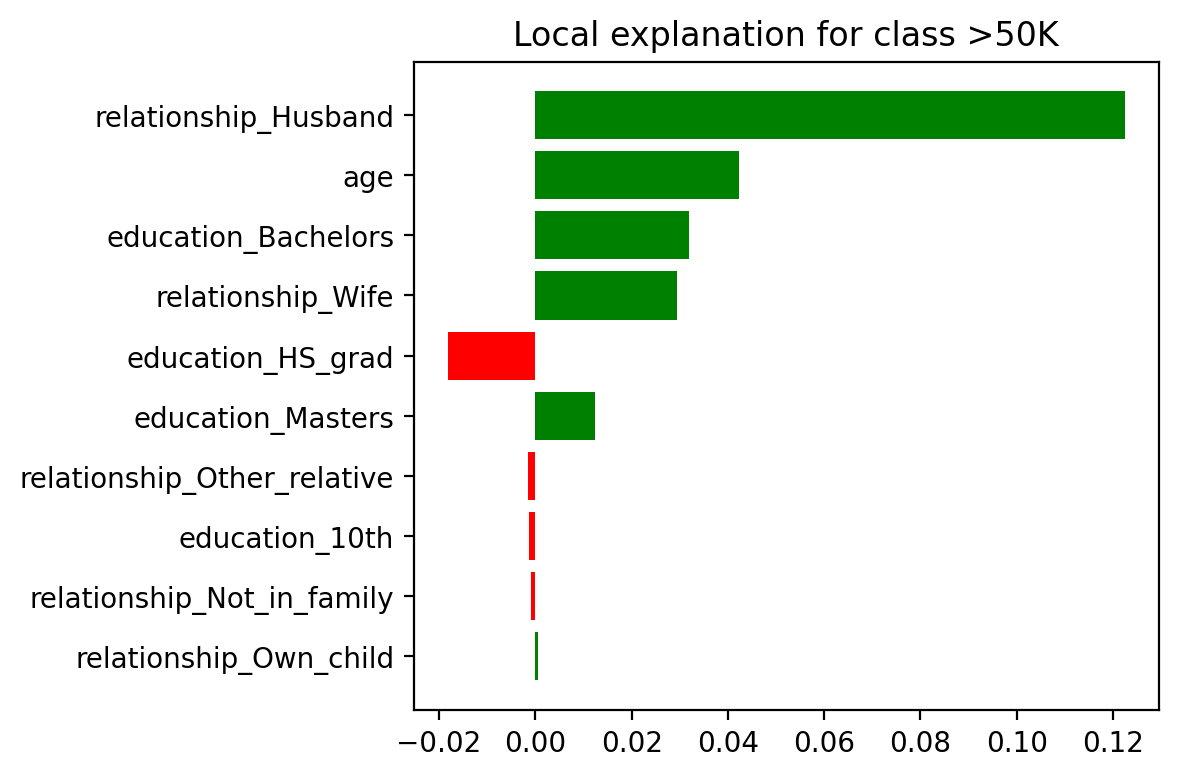 Local explanation for class >50K
relationship_Husband
age
education_Bachelors
relationship_Wife
education_HS_grad
education_Masters
relationship_Other_relative
education_10th
relationship_Not_in_family
relationship_Own_child
−0.02 0.00 0.02 0.04 0.06 0.08 0.10 0.12